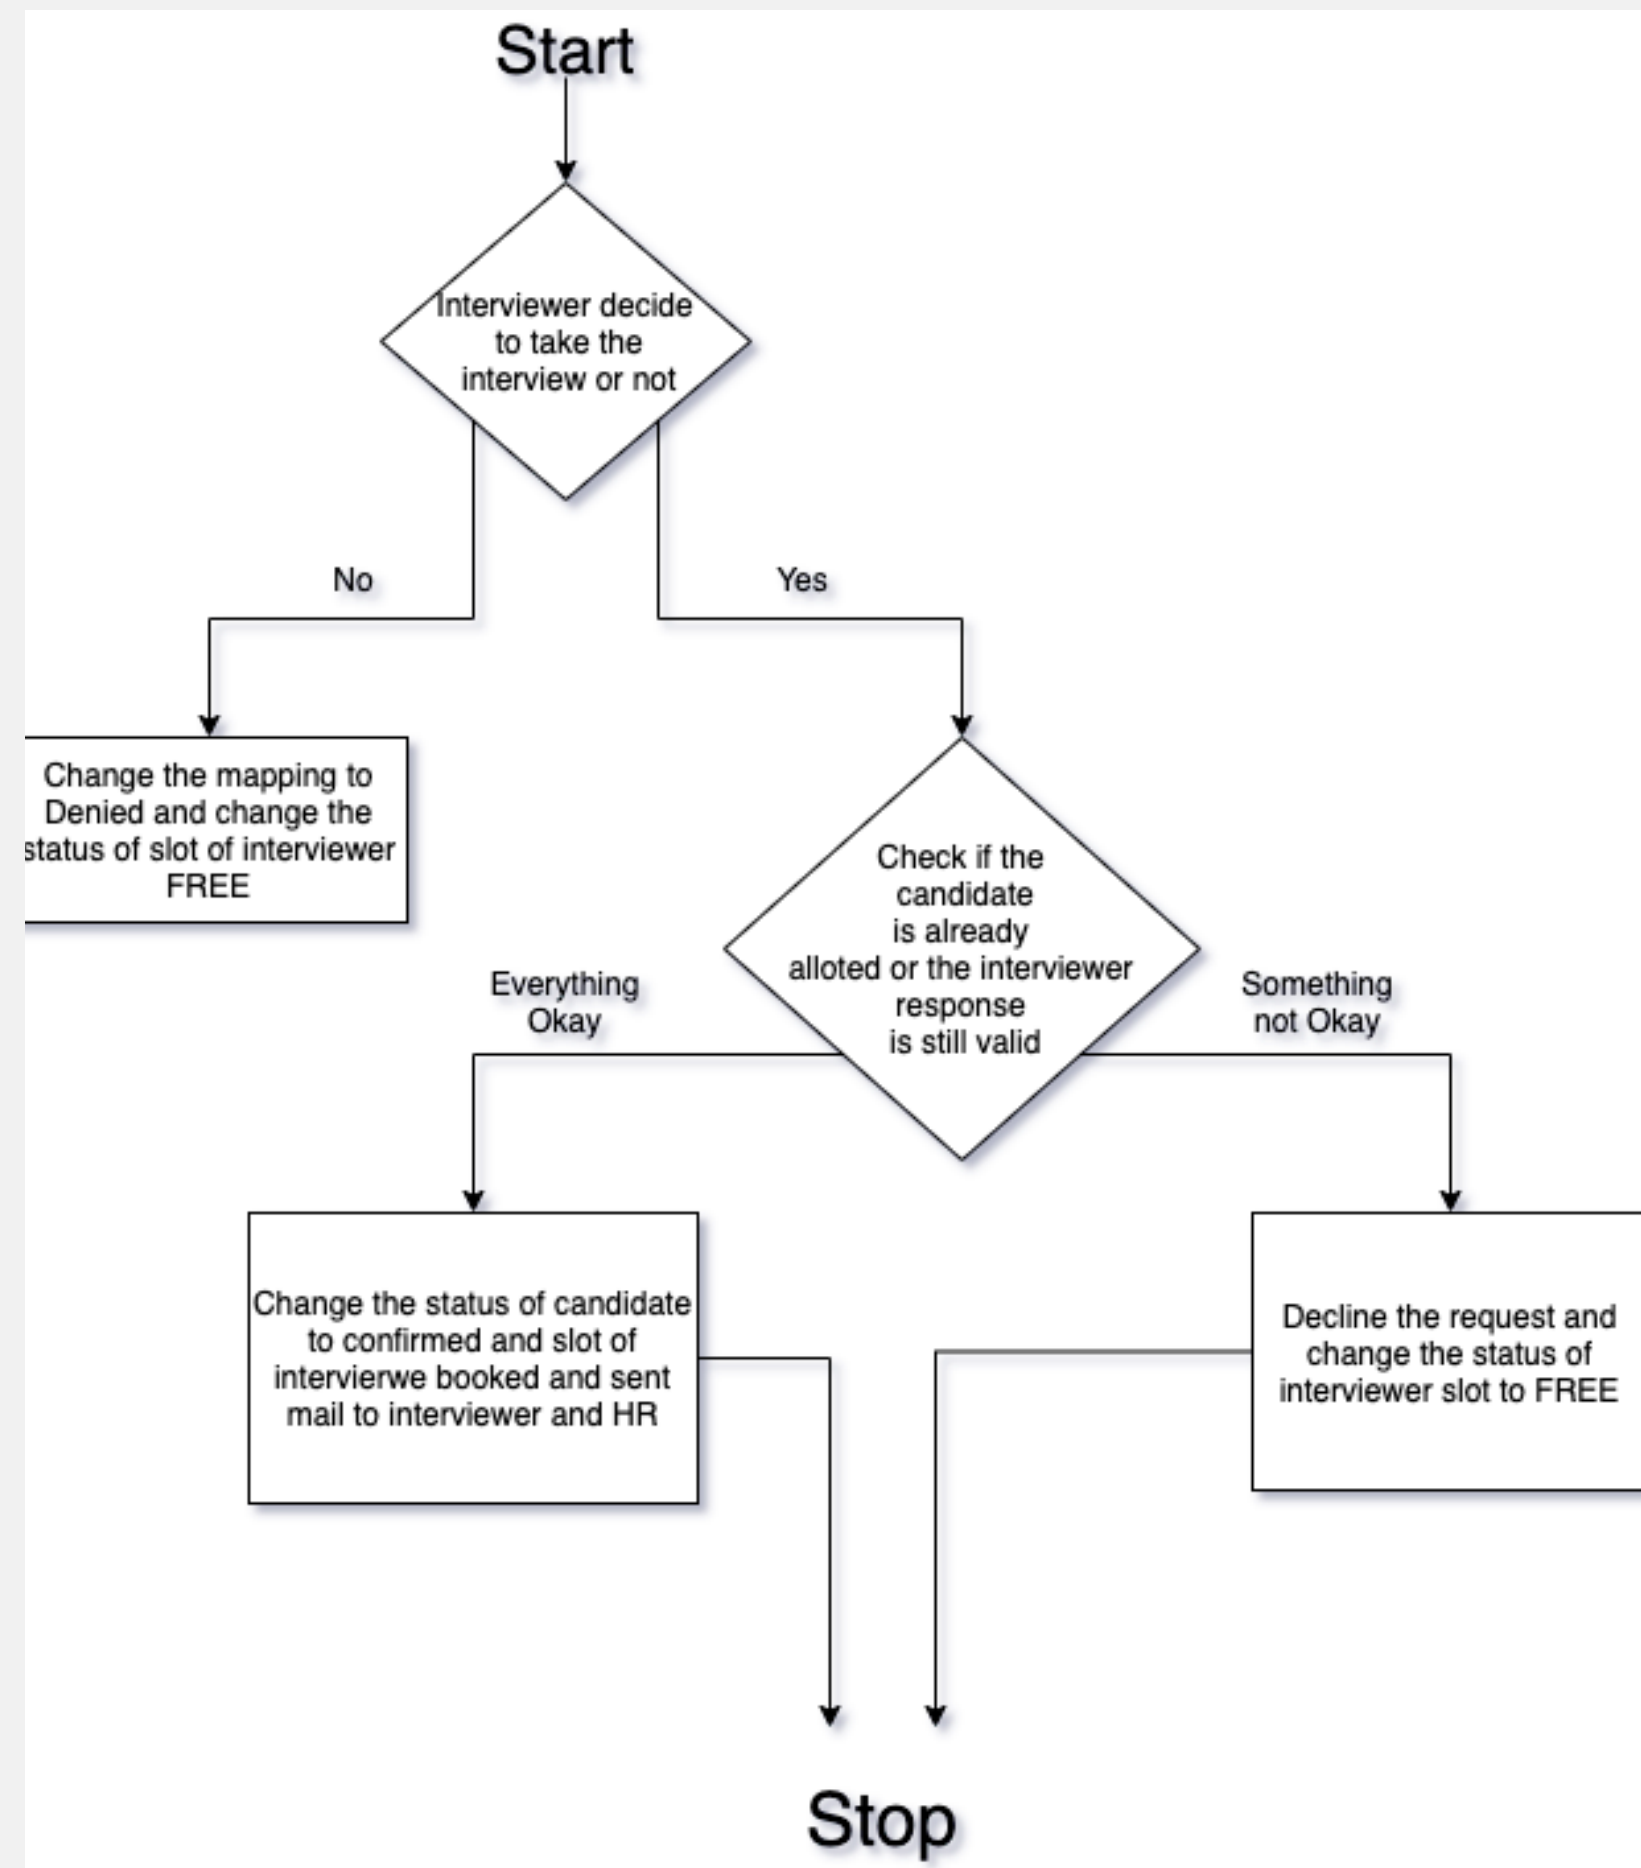 Start
Interviewer decide
to take the
interview or not
No
Yes
Change the mapping to
Denied and change the
status of slot of interviewer
FREE
Check if the
candidate
is already
alloted or the interviewer
response
is still valid
Everything
Okay
Something
not Okay
Change the status of candidate
to confirmed and slot of
intervierwe booked and sent
mail to interviewer and HR
Decline the request and
change the status of
interviewer slot to FREE
Stop